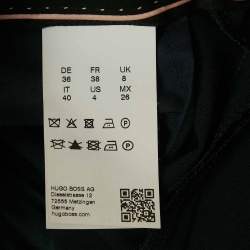 DE FR UK
36 38 8
IT US MX
40 4 26
HUGO BOSS AG
Dieselstrasse 12
72555 Metzingen
Germany
hugoboss.com